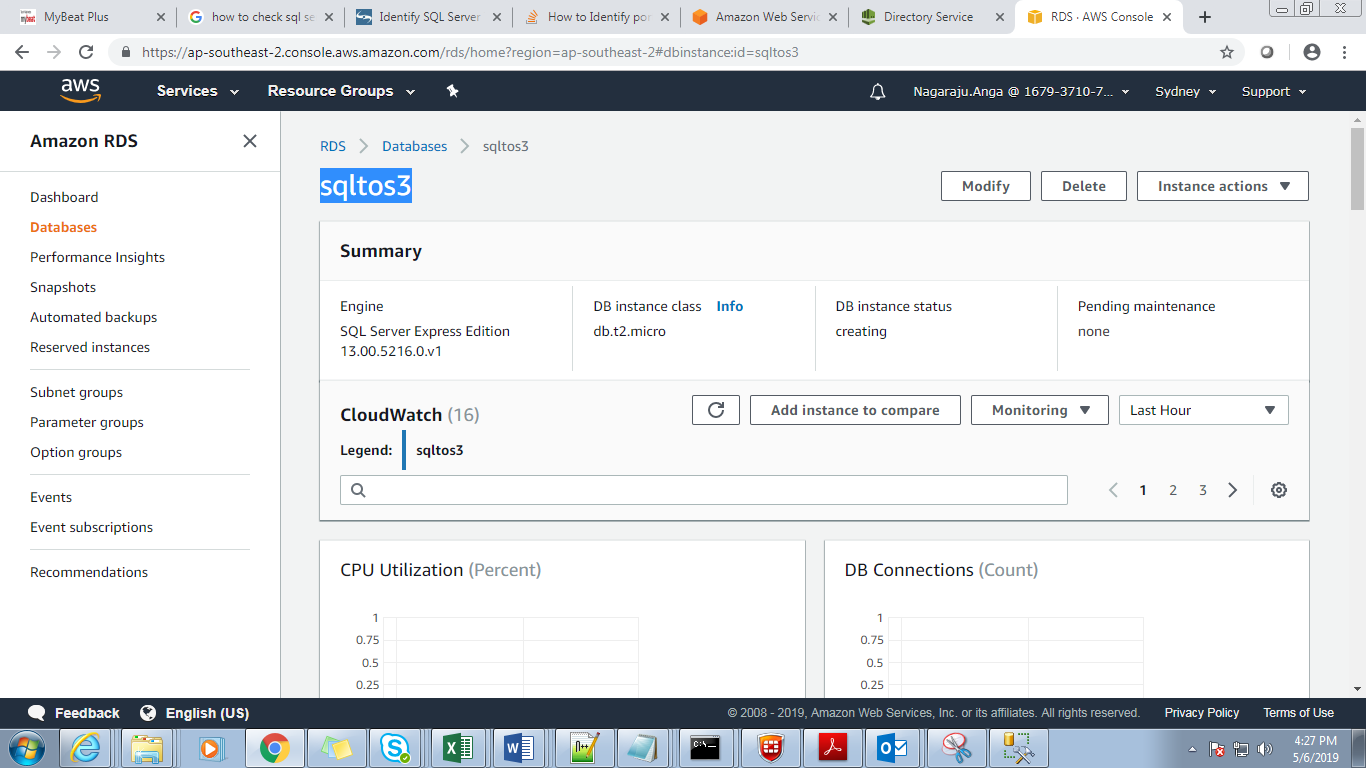 MyBeat Plus
how to check sql se
Identify SQL Server
How to Identify por
Amazon Web Servic
Directory Service
RDS · AWS Console
https://ap-southeast-2.console.aws.amazon.com/rds/home?region=ap-southeast-2#dbinstance:id=sqltos3
aws
Services
Resource Groups
Nagaraju.Anga @ 1679-3710-7...
Sydney
Support
Amazon RDS
Dashboard
Databases
Performance Insights
Snapshots
Automated backups
Reserved instances
Subnet groups
Parameter groups
Option groups
Events
Event subscriptions
Recommendations
RDS
Databases
sqltos3
sqltos3
Modify
Delete
Instance actions
Summary
Engine
SQL Server Express Edition
13.00.5216.0.v1
DB instance class Info
db.t2.micro
DB instance status
creating
Pending maintenance
none
CloudWatch (16)
Add instance to compare
Monitoring
Last Hour
Legend: sqltos3
1 2 3
CPU Utilization (Percent)
1
0.75
0.5
0.25
DB Connections (Count)
1
0.75
0.5
0.25
Feedback
English (US)
© 2008 - 2019, Amazon Web Services, Inc. or its affiliates. All rights reserved.
Privacy Policy
Terms of Use
4:27 PM
5/6/2019